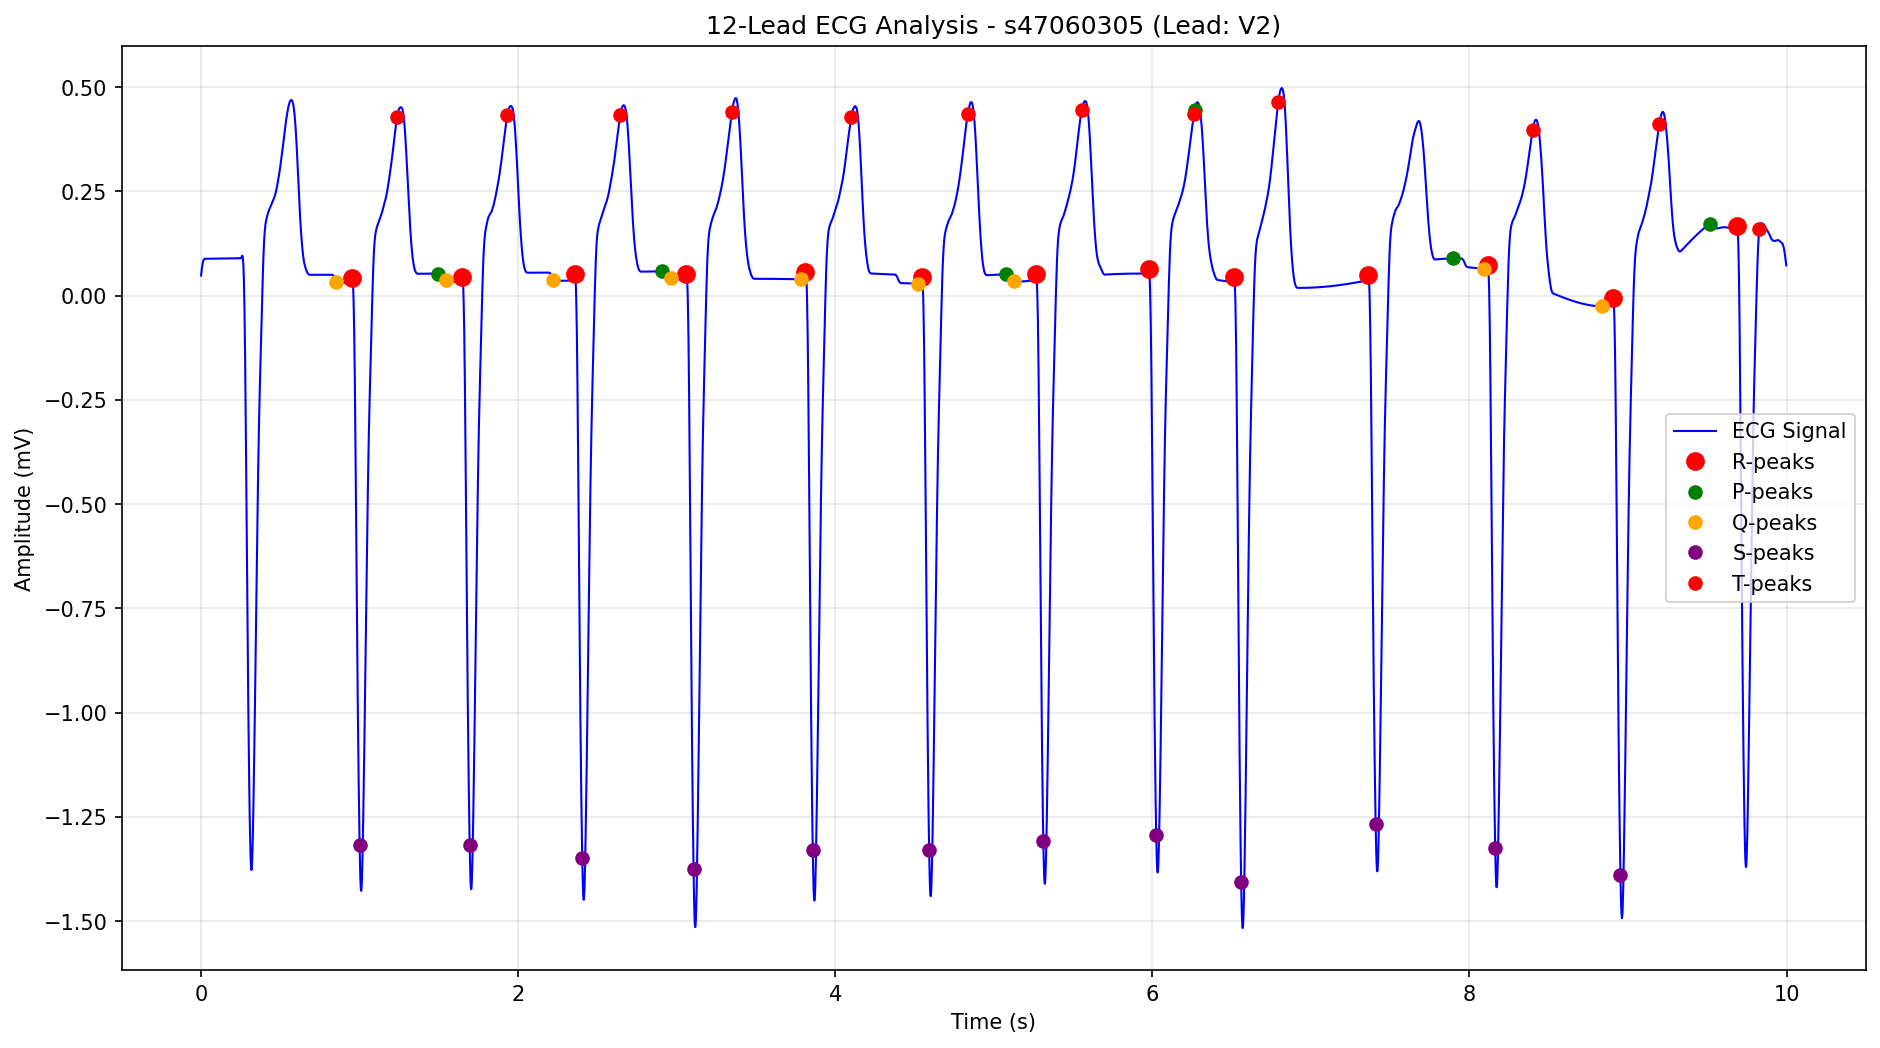 12-Lead ECG Analysis - s47060305 (Lead: V2)
Amplitude (mV)
0.50
0.25
0.00
−0.25
−0.50
−0.75
−1.00
−1.25
−1.50
ECG Signal
R-peaks
P-peaks
Q-peaks
S-peaks
T-peaks
0 2 4 6 8 10
Time (s)